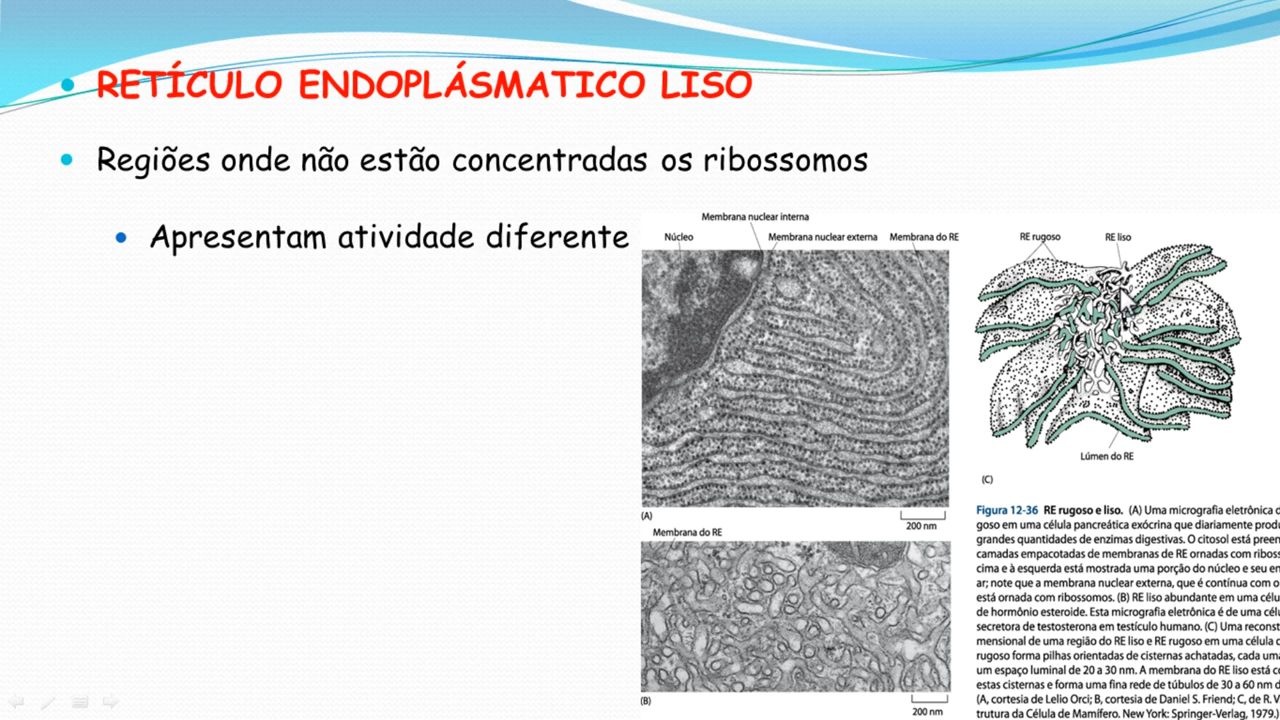 RETÍCULO ENDOPLÁSMATICO LISO
Regiões onde não estão concentradas os ribossomos
Apresentam atividade diferente
Membrana nuclear interna
Núcleo
Membrana nuclear externa
Membrana do RE
RE rugoso
RE liso
Lúmen do RE
(C)
(A)
200 nm
Membrana do RE
(B)
200 nm
Figura 12-36 RE rugoso e liso. (A) Uma micrografia eletrônica
goso em uma célula pancreática exócrina que diariamente
grandes quantidades de enzimas digestivas. O citosol está
camadas empacotadas de membranas de RE ornadas com
cima e à esquerda está mostrada uma porção do núcleo e seu
ar; note que a membrana nuclear externa, que é contínua com o
está ornada com ribossomos. (B) RE liso abundante em uma
de hormônio esteroide. Esta micrografia eletrônica é de uma
secretora de testosterona em testículo humano. (C) Uma
mensional de uma região do RE liso e RE rugoso em uma célula
rugoso forma pilhas orientadas de cisternas achatadas, cada
um espaço luminal de 20 a 30 nm. A membrana do RE liso está
estas cisternas e forma uma fina rede de túbulos de 30 a 60 nm
(A, cortesia de Lelio Orci; B, cortesia de Daniel S. Friend; C, de R. V
trutura da Célula de Mamífero. New York: Springer-Verlag, 1979.)